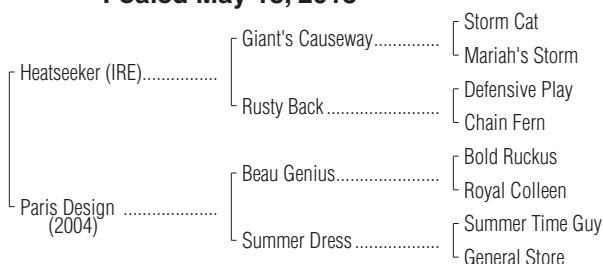 Foaled May 18, 2013
Storm Cat
Giant's Causeway..............
Mariah's Storm
Heatseeker (IRE)................
Defensive Play
Rusty Back ........................
Chain Fern
Bold Ruckus
Beau Genius......................
Royal Colleen
Paris Design ....................
(2004)
Summer Time Guy
Summer Dress ..................
General Store